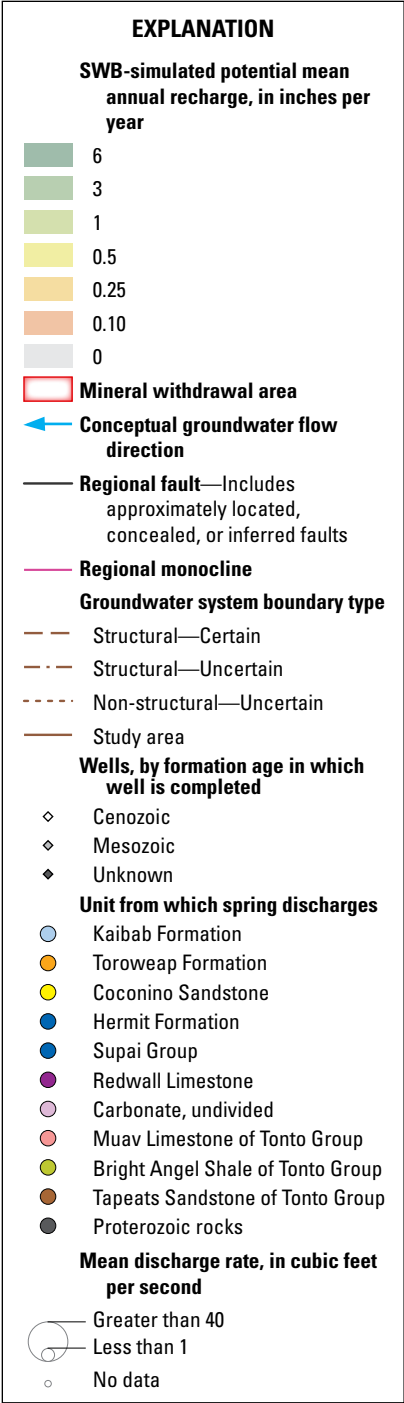 EXPLANATION
SWB-simulated potential mean
annual recharge, in inches per
year
6
3
1
0.5
0.25
0.10
0
Mineral withdrawal area
Conceptual groundwater flow
direction
Regional fault—Includes
approximately located,
concealed, or inferred faults
Regional monocline
Groundwater system boundary type
Structural—Certain
Structural—Uncertain
Non-structural—Uncertain
Study area
Wells, by formation age in which
well is completed
Cenozoic
Mesozoic
Unknown
Unit from which spring discharges
Kaibab Formation
Toroweap Formation
Coconino Sandstone
Hermit Formation
Supai Group
Redwall Limestone
Carbonate, undivided
Muav Limestone of Tonto Group
Bright Angel Shale of Tonto Group
Tapeats Sandstone of Tonto Group
Proterozoic rocks
Mean discharge rate, in cubic feet
per second
Greater than 40
Less than 1
No data